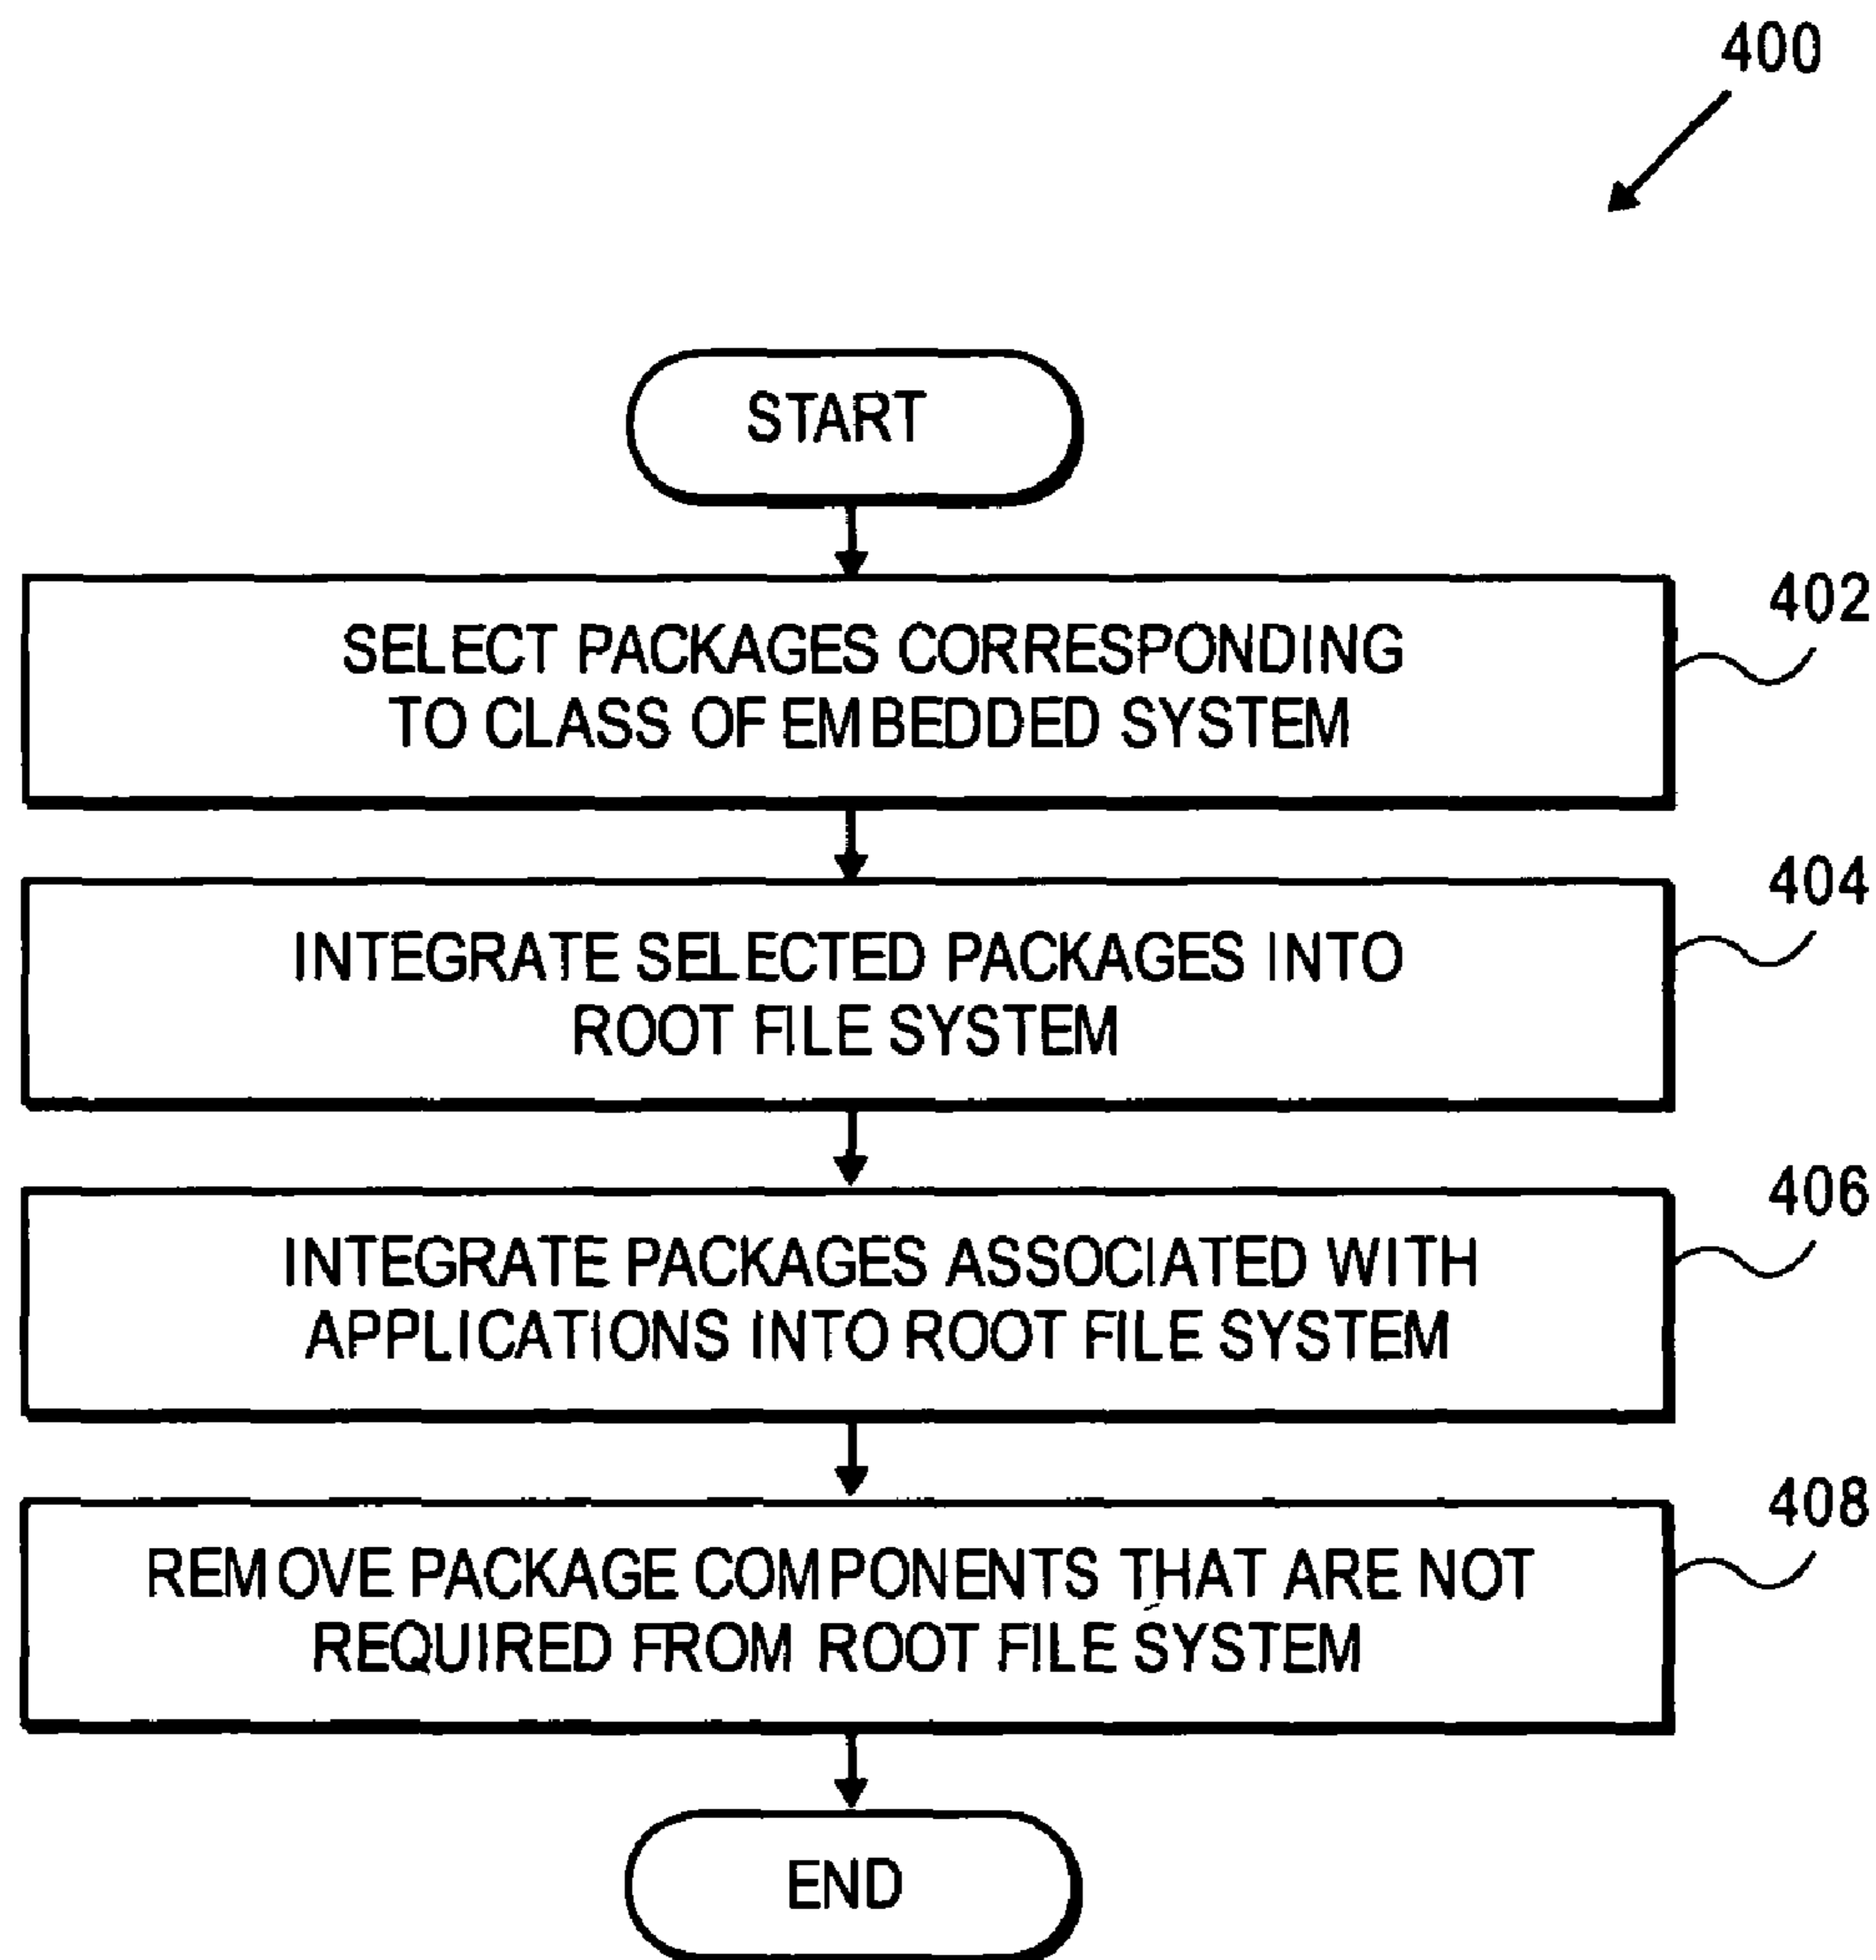 400
START
402
SELECT PACKAGES CORRESPONDING
TO CLASS OF EMBEDDED SYSTEM
404
INTEGRATE SELECTED PACKAGES INTO
ROOT FILE SYSTEM
406
INTEGRATE PACKAGES ASSOCIATED WITH
APPLICATIONS INTO ROOT FILE SYSTEM
408
REMOVE PACKAGE COMPONENTS THAT ARE NOT
REQUIRED FROM ROOT FILE SYSTEM
END